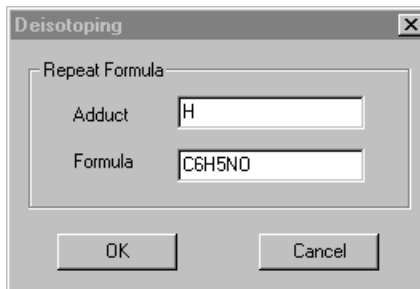 Deisotoping
Repeat Formula
Adduct H
Formula C6H5NO
OK Cancel